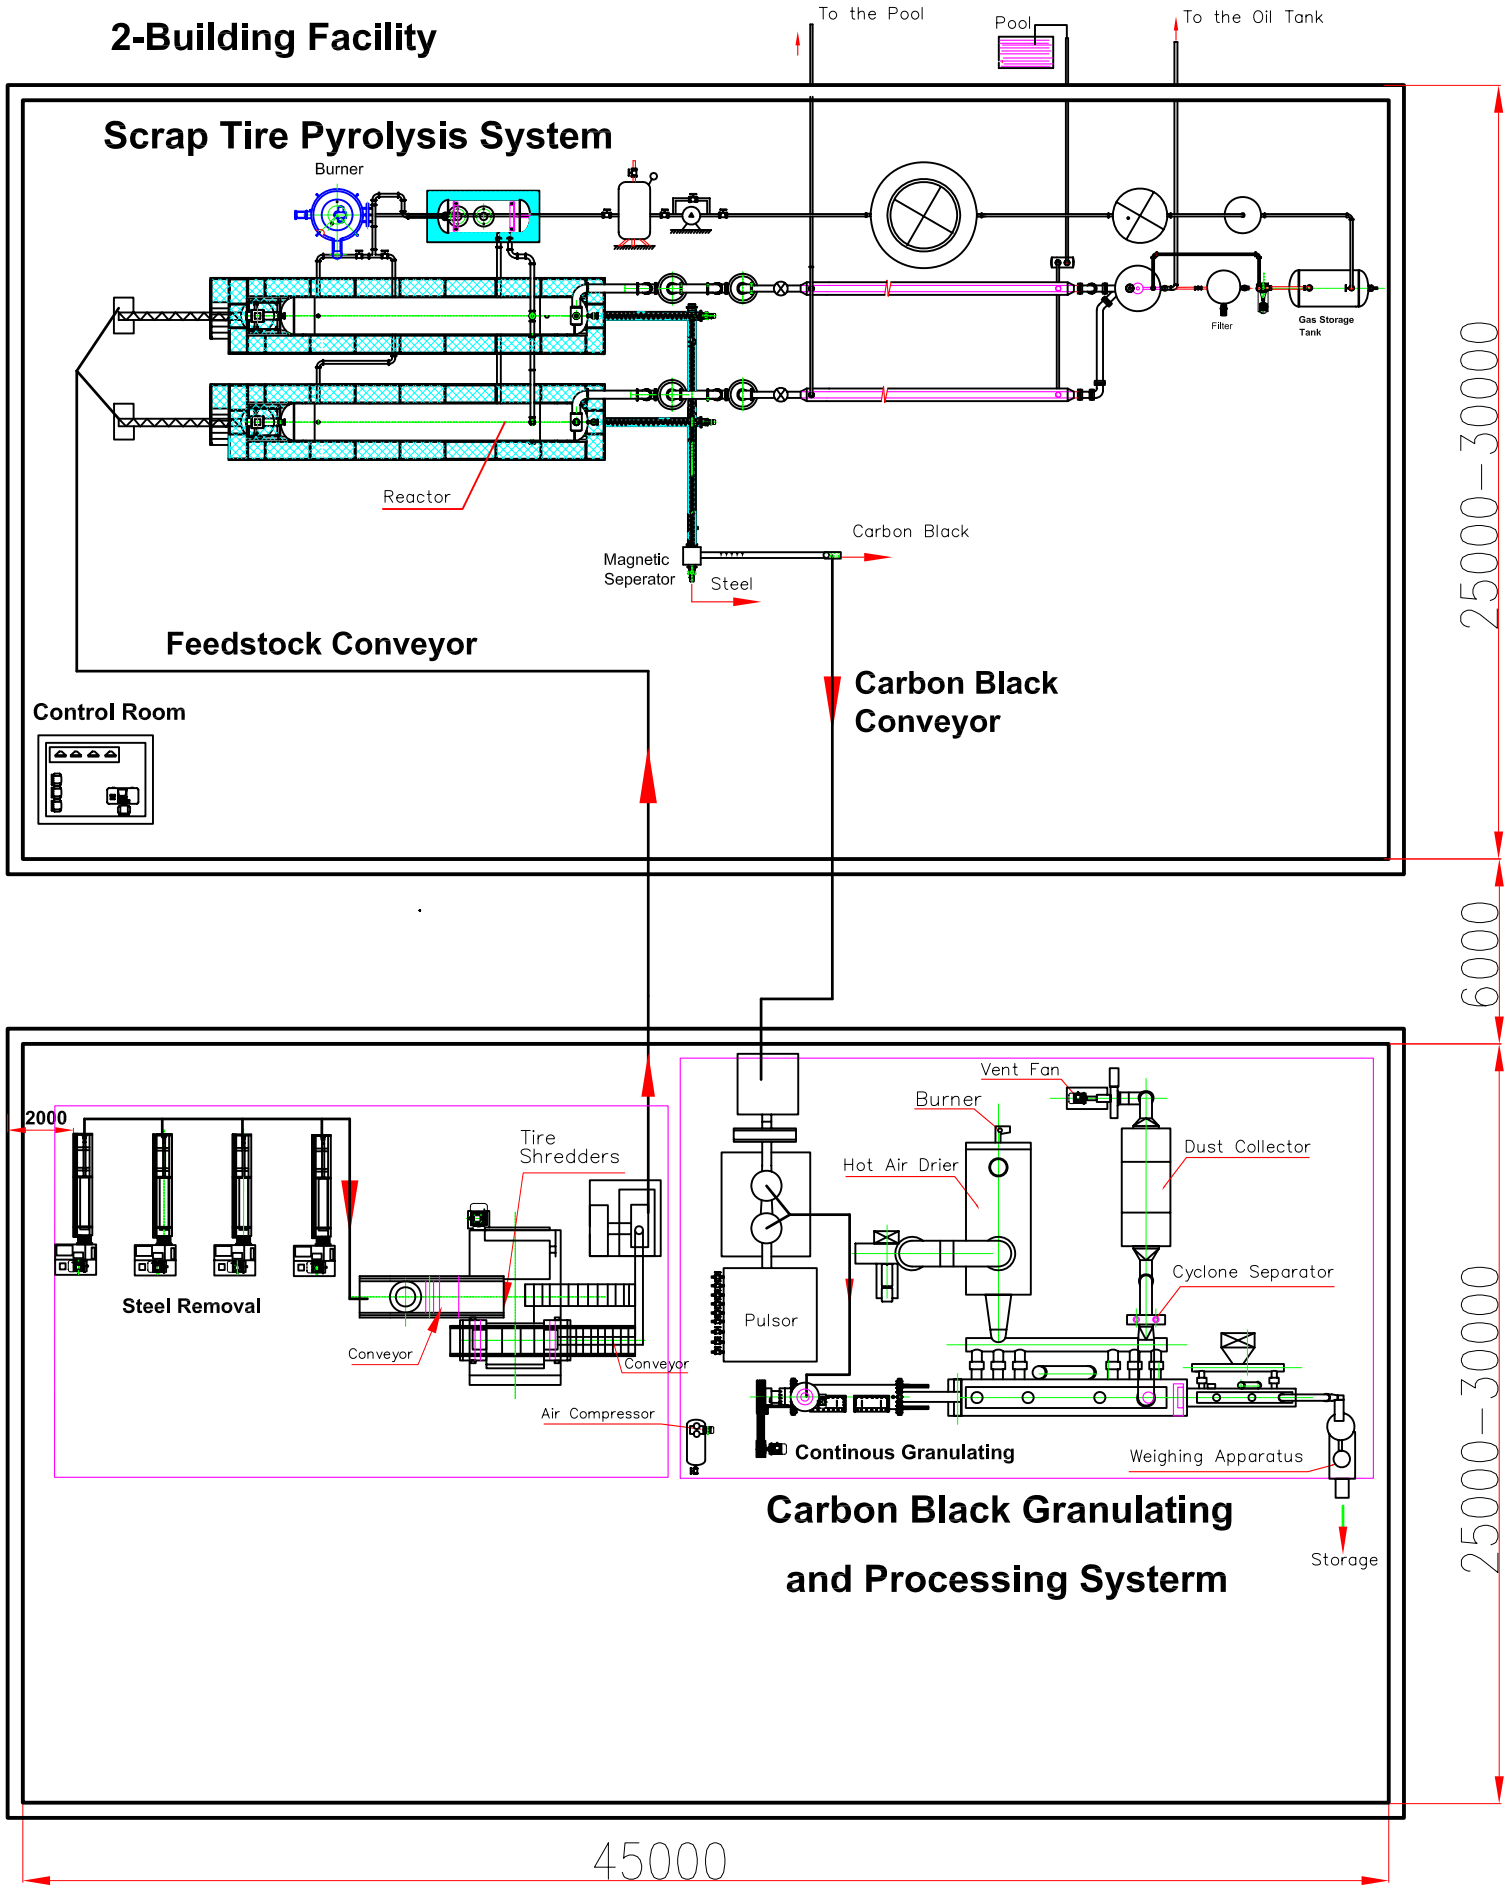 To the Pool
Pool
To the Oil Tank
2-Building Facility
Scrap Tire Pyrolysis System
Burner
Filter
Gas Storage
Tank
Reactor
Carbon Black
Magnetic
Seperator
Steel
25000-30000
Feedstock Conveyor
Carbon Black
Conveyor
Control Room
6000
Vent Fan
Burner
2000
Tire
Shredders
Dust Collector
Hot Air Drier
Cyclone Separator
Steel Removal
Pulsor
Conveyor
Conveyor
Air Compressor
Continous Granulating
Weighing Apparatus
Carbon Black Granulating
and Processing Systerm
Storage
25000-30000
45000